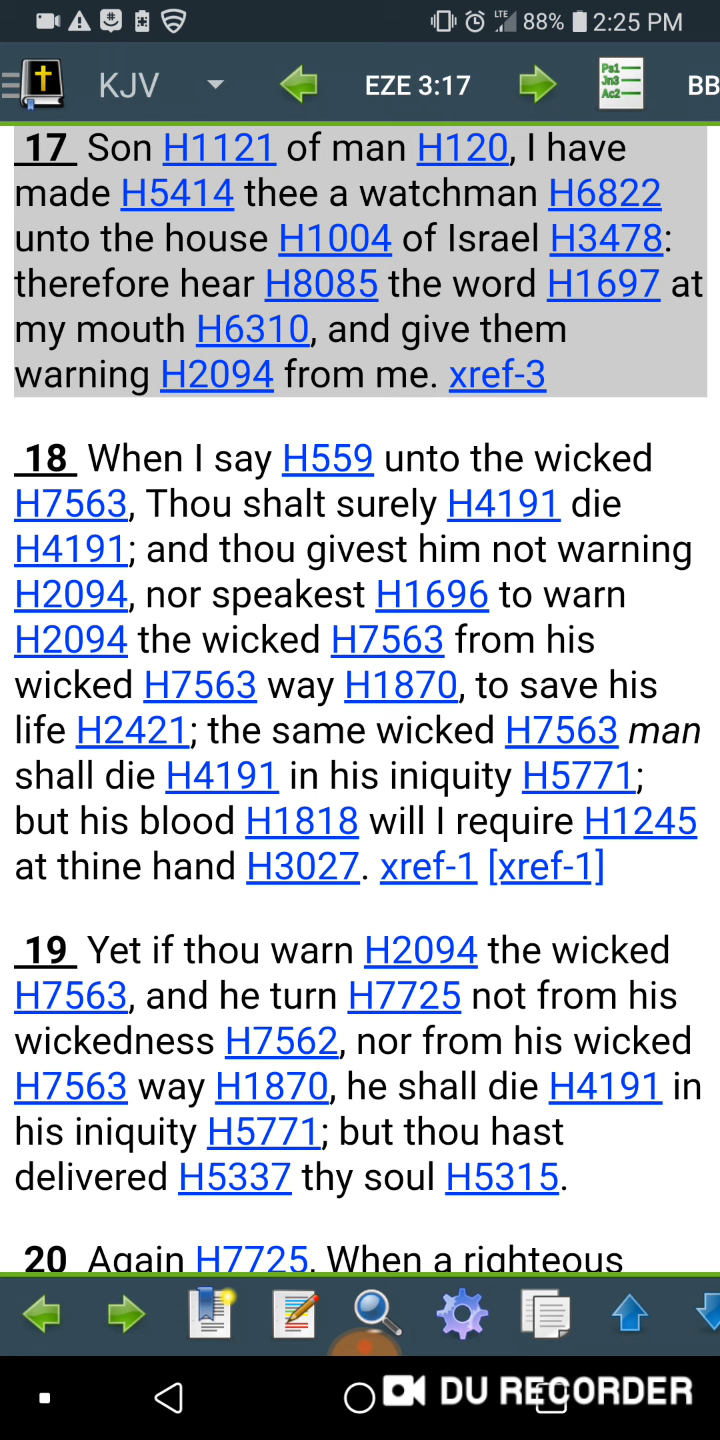 LTE 88% 2:25 PM
KJV EZE 3:17 Ps1 Jn3 Ac2 BB
17 Son H1121 of man H120, I have
made H5414 thee a watchman H6822
unto the house H1004 of Israel H3478:
therefore hear H8085 the word H1697 at
my mouth H6310, and give them
warning H2094 from me. xref-3
18 When I say H559 unto the wicked
H7563, Thou shalt surely H4191 die
H4191; and thou givest him not warning
H2094, nor speakest H1696 to warn
H2094 the wicked H7563 from his
wicked H7563 way H1870, to save his
life H2421; the same wicked H7563 man
shall die H4191 in his iniquity H5771;
but his blood H1818 will I require H1245
at thine hand H3027. xref-1 [xref-1]
19 Yet if thou warn H2094 the wicked
H7563, and he turn H7725 not from his
wickedness H7562, nor from his wicked
H7563 way H1870, he shall die H4191 in
his iniquity H5771; but thou hast
delivered H5337 thy soul H5315.
20 Again H7725, When a righteous
DU RECORDER